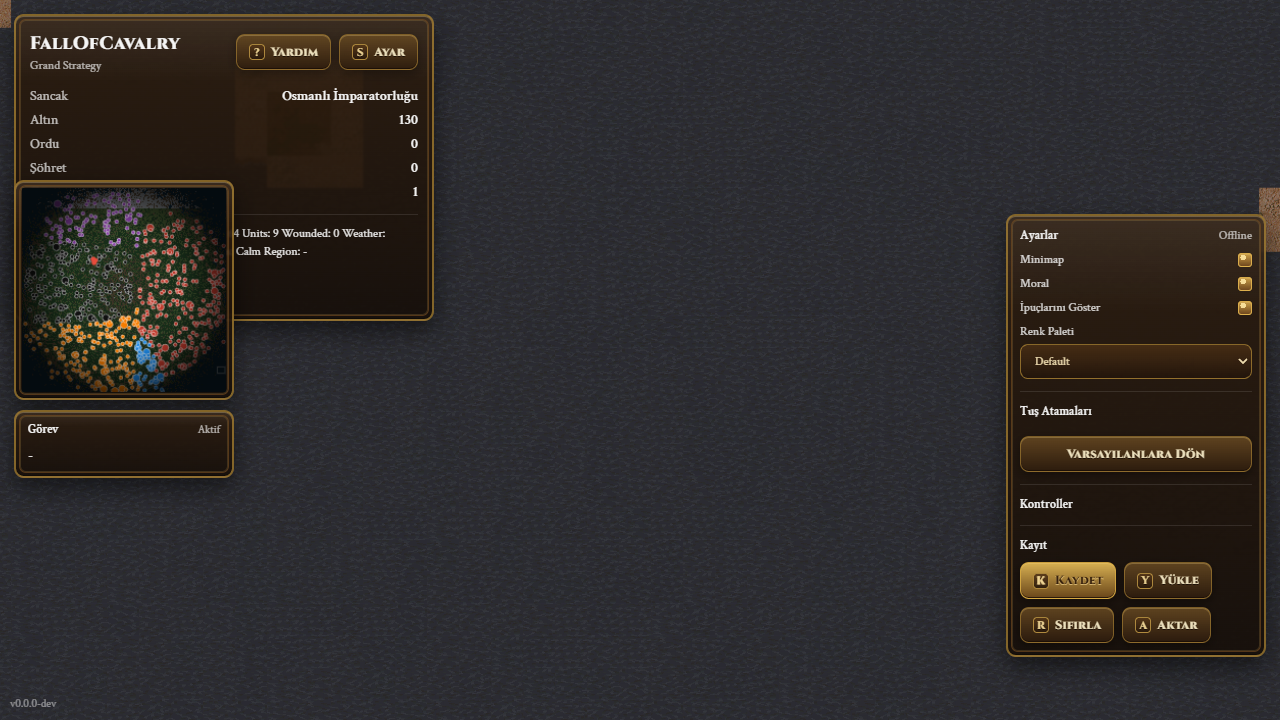 FallOfCavalry
? Yardım
S Ayar
Grand Strategy
Sancak Osmanlı İmparatorluğu
Altın 130
Ordu 0
Şöhret 0
1
4 Units: 9 Wounded: 0 Weather:
Calm Region: -
Görev Aktif
-
Ayarlar Offline
Minimap
Moral
İpuçlarını Göster
Renk Paleti
Default
Tuş Atamaları
Varsayılanlara Dön
Kontroller
Kayıt
K Kaydet
Y Yükle
R Sıfırla
A Aktar
v0.0.0-dev